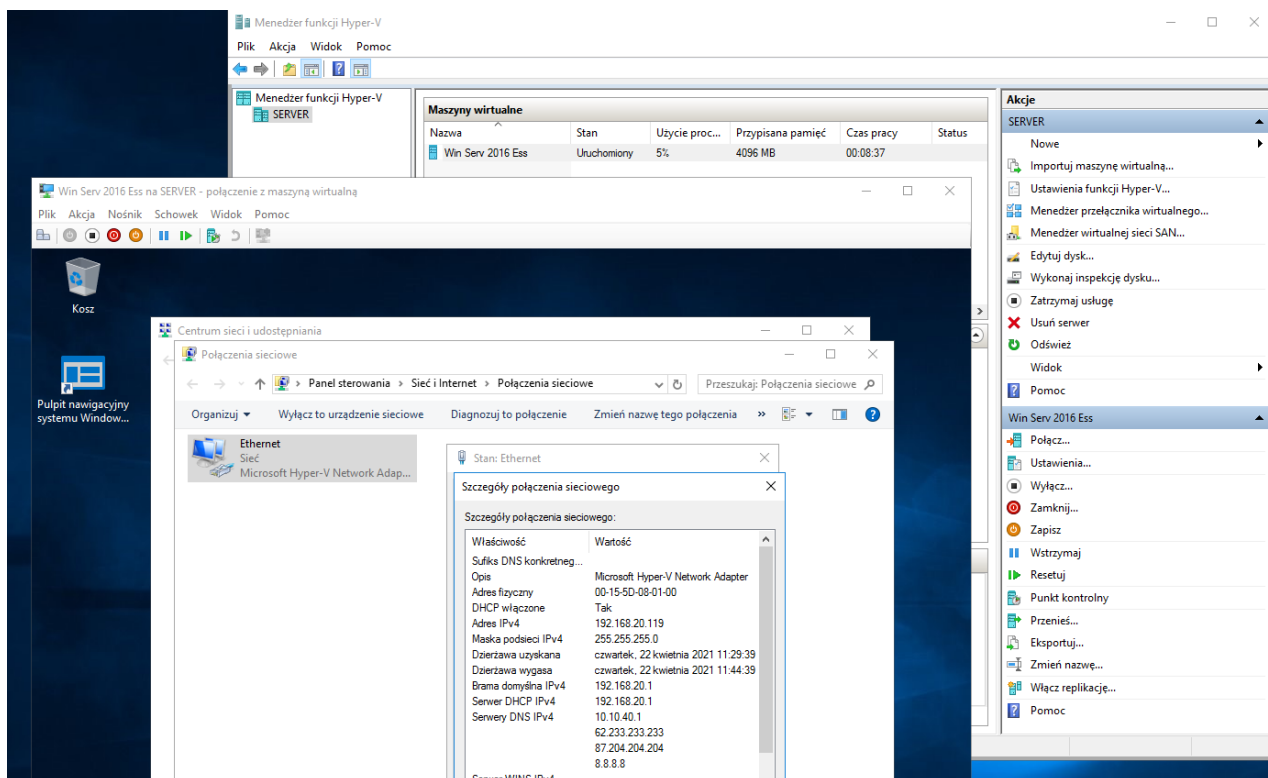 Menedżer funkcji Hyper-V
Plik Akcja Widok Pomoc
Menedżer funkcji Hyper-V
SERVER
Maszyny wirtualne
Nazwa Stan Użycie proc... Przypisana pamięć Czas pracy Status
Win Serv 2016 Ess Uruchomiony 5% 4096 MB 00:08:37
Akcje
SERVER
Nowe
Importuj maszynę wirtualną...
Ustawienia funkcji Hyper-V...
Menedżer przełącznika wirtualnego...
Menedżer wirtualnej sieci SAN...
Edytuj dysk...
Wykonaj inspekcję dysku...
Zatrzymaj usługę
Usuń serwer
Odśwież
Widok
Pomoc
Win Serv 2016 Ess
Połącz...
Ustawienia...
Wyłącz...
Zamknij...
Zapisz
Wstrzymaj
Resetuj
Punkt kontrolny
Przenieś...
Eksportuj...
Zmień nazwę...
Włącz replikację...
Pomoc
Win Serv 2016 Ess na SERVER - połączenie z maszyną wirtualną
Plik Akcja Nośnik Schowek Widok Pomoc
Kosz
Pulpit nawigacyjny
systemu Window...
Centrum sieci i udostępniania
Połączenia sieciowe
Panel sterowania › Sieć i Internet › Połączenia sieciowe
Przeszukaj: Połączenia sieciowe
Organizuj Wyłącz to urządzenie sieciowe Diagnozuj to połączenie Zmień nazwę tego połączenia »
Ethernet
Sieć
Microsoft Hyper-V Network Adap...
Stan: Ethernet
Szczegóły połączenia sieciowego
Szczegóły połączenia sieciowego:
Właściwość Wartość
Sufiks DNS konkretneg...
Opis Microsoft Hyper-V Network Adapter
Adres fizyczny 00-15-5D-08-01-00
DHCP włączone Tak
Adres IPv4 192.168.20.119
Maska podsieci IPv4 255.255.255.0
Dzierżawa uzyskana czwartek, 22 kwietnia 2021 11:29:39
Dzierżawa wygasa czwartek, 22 kwietnia 2021 11:44:39
Brama domyślna IPv4 192.168.20.1
Serwer DHCP IPv4 192.168.20.1
Serwery DNS IPv4 10.10.40.1
62.233.233.233
87.204.204.204
8.8.8.8